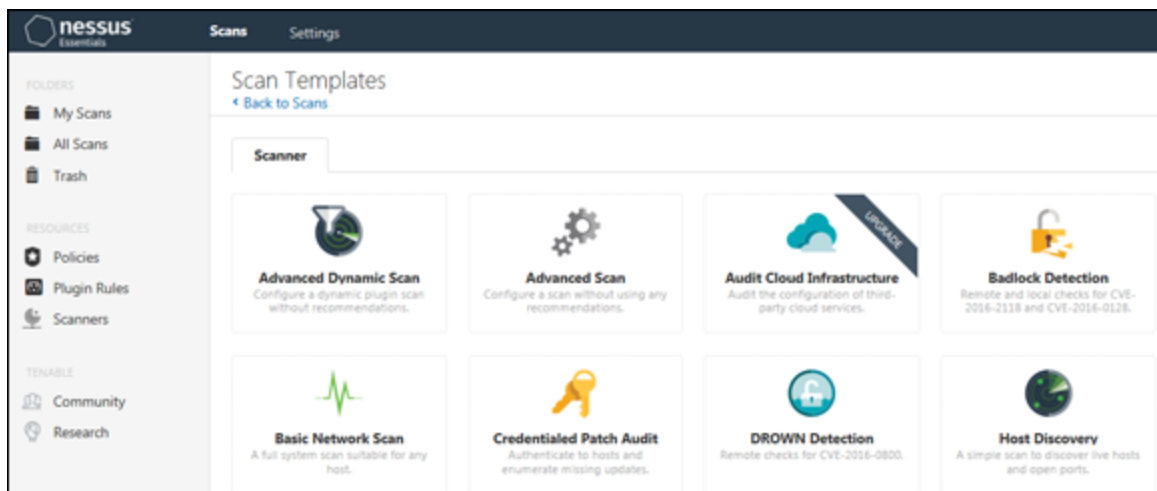 nessus
Essentials
Scans Settings
FOLDERS
My Scans
All Scans
Trash
RESOURCES
Policies
Plugin Rules
Scanners
TENABLE
Community
Research
Scan Templates
Back to Scans
Scanner
Advanced Dynamic Scan
Configure a dynamic plugin scan
without recommendations.
Advanced Scan
Configure a scan without using any
recommendations.
UPGRADE
Audit Cloud Infrastructure
Audit the configuration of third-
party cloud services.
Badlock Detection
Remote and local checks for CVE-
2016-2118 and CVE-2016-0128.
Basic Network Scan
A full system scan suitable for any
host.
Credentialed Patch Audit
Authenticate to hosts and
enumerate missing updates.
DROWN Detection
Remote checks for CVE-2016-0800.
Host Discovery
A simple scan to discover live hosts
and open ports.